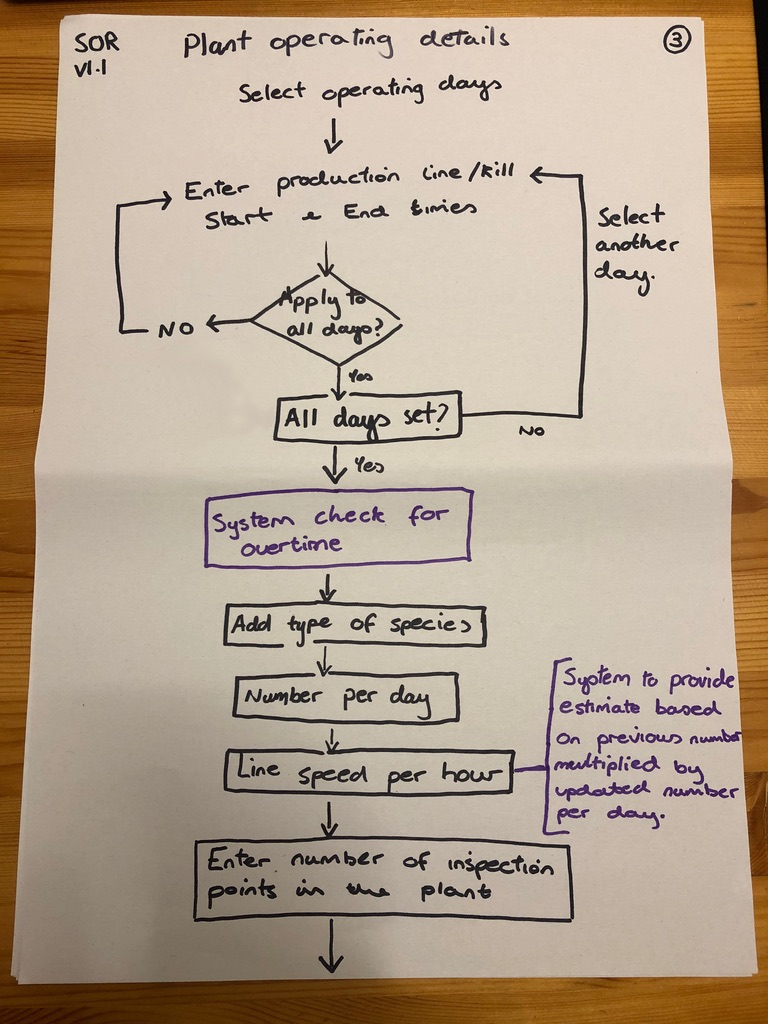 SOR Plant operating details 3
v1.1
Select operating days
Enter production line/kill
Start & End times
Select
another
day.
Apply to
all days?
NO
Yes
All days set?
NO
Yes
System check for
overtime
Add type of species
Number per day
Line speed per hour
System to provide
estimate based
on previous number
multiplied by
updated number
per day.
Enter number of inspection
points in the plant